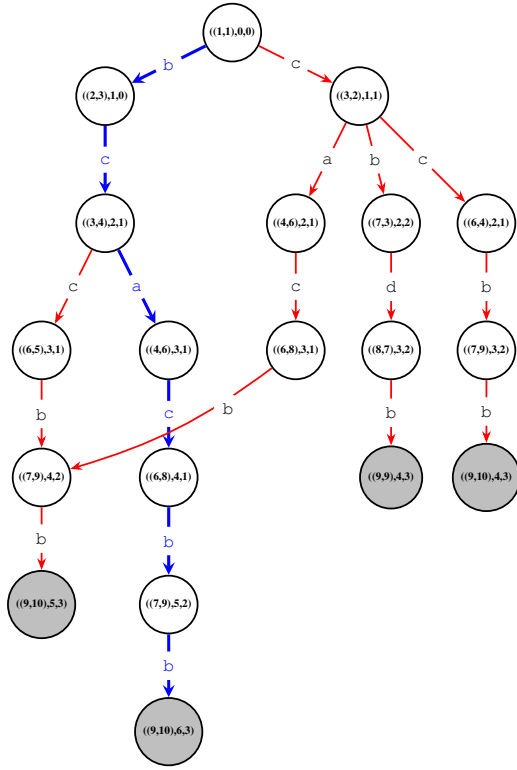 ((1,1),0,0)
b
c
((2,3),1,0)
((3,2),1,1)
c
a
b
c
((3,4),2,1)
((4,6),2,1)
((7,3),2,2)
((6,4),2,1)
c
a
c
d
b
((6,5),3,1)
((4,6),3,1)
((6,8),3,1)
((8,7),3,2)
((7,9),3,2)
b
c
b
b
b
((7,9),4,2)
((6,8),4,1)
((9,9),4,3)
((9,10),4,3)
b
b
((9,10),5,3)
((7,9),5,2)
b
((9,10),6,3)